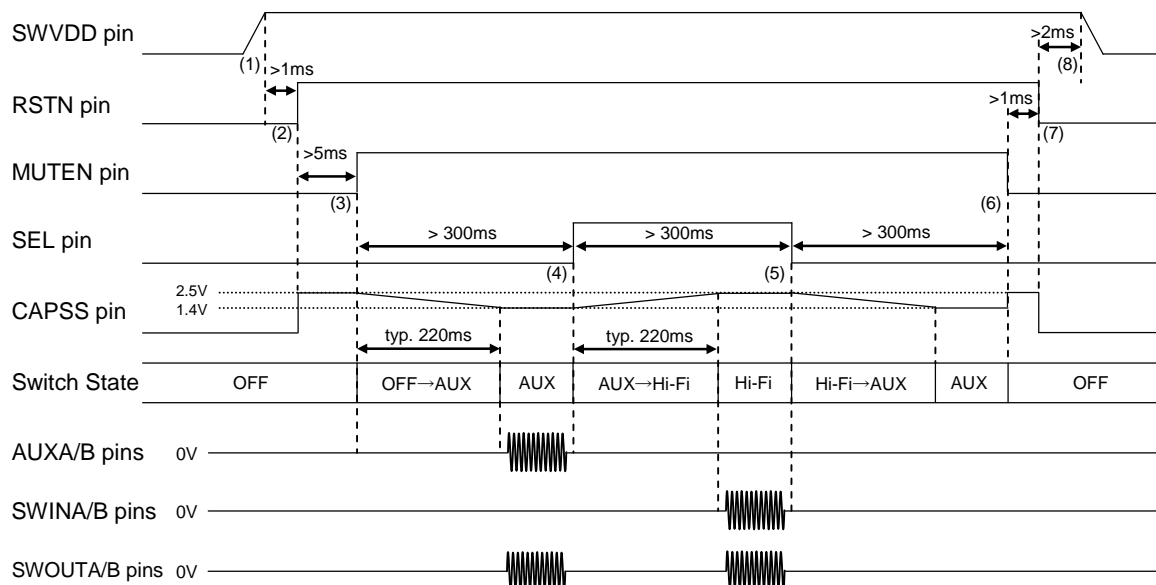 SWVDD pin
(1)
>1ms
>2ms
(8)
RSTN pin
(2)
>5ms
>1ms
(7)
MUTEN pin
(3)
(6)
SEL pin
> 300ms
> 300ms
> 300ms
(4)
(5)
CAPSS pin
2.5V
1.4V
typ. 220ms
typ. 220ms
Switch State
OFF
OFF→AUX
AUX
AUX→Hi-Fi
Hi-Fi
Hi-Fi→AUX
AUX
OFF
AUXA/B pins 0V
SWINA/B pins 0V
SWOUTA/B pins 0V